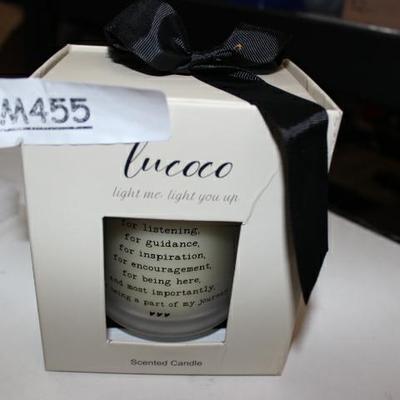 M455
lucoco
light me, light you up
for listening,
for guidance,
for inspiration,
for encouragement,
for being here,
and most importantly,
being a part of my journey
♥♥♥
Scented Candle